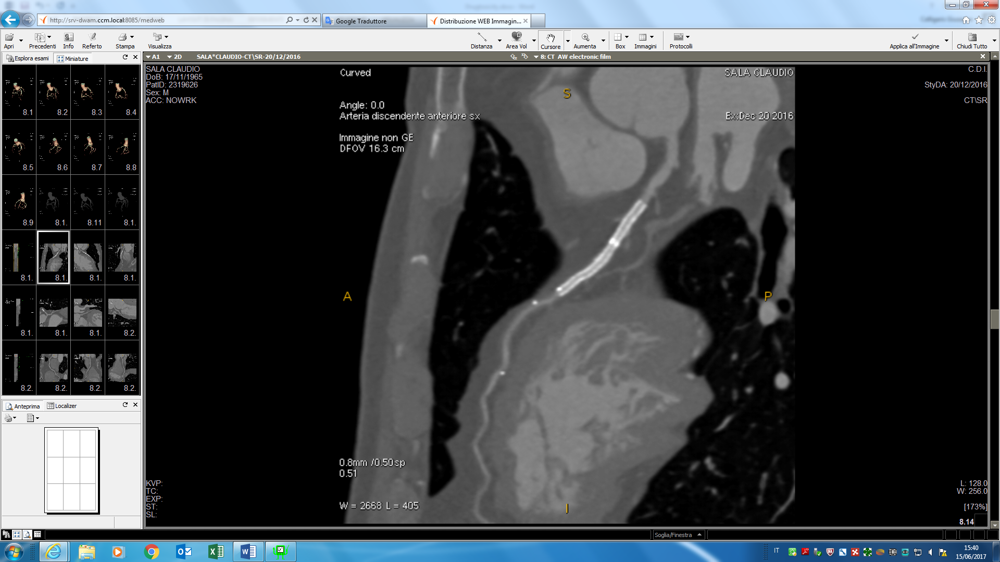 http://srv-dwam.ccm.local:8085/medweb
Google Traduttore
Distribuzione WEB Immagin...
Apri
Precedenti
Info
Referto
Stampa
Visualizza
Distanza
Area Vol
Cursore
Aumenta
Box
Immagini
Protocolli
Applica all'Immagine
Chiudi Tutto
Esplora esami
Miniature
A1
2D
SALA*CLAUDIO-CT\SR-20/12/2016
8: CT AW electronic film
SALA CLAUDIO
DoB: 17/11/1965
PatID: 2319626
Sex: M
ACC: NOWRK
Curved
Angle: 0.0
Arteria discendente anteriore sx
Immagine non GE
DFOV 16.3 cm
SALA CLAUDIO
Ex:Dec 20 2016
C.D.I.
StyDA: 20/12/2016
CT\SR
S
A
P
I
8.1
8.2
8.3
8.4
8.5
8.6
8.7
8.8
8.9
8.1.
8.11
8.1.
8.1.
8.1.
8.1.
8.1.
8.1.
8.1.
8.1.
8.2.
8.2.
8.2.
8.2.
8.2.
Anteprima
Localizer
0.8mm /0.50sp
0.51
W = 2668 L = 405
KVP:
TC:
EXP:
ST:
SL:
L: 128.0
W: 256.0
[173%]
8.14
Soglia/Finestra
IT
15:40
15/06/2017